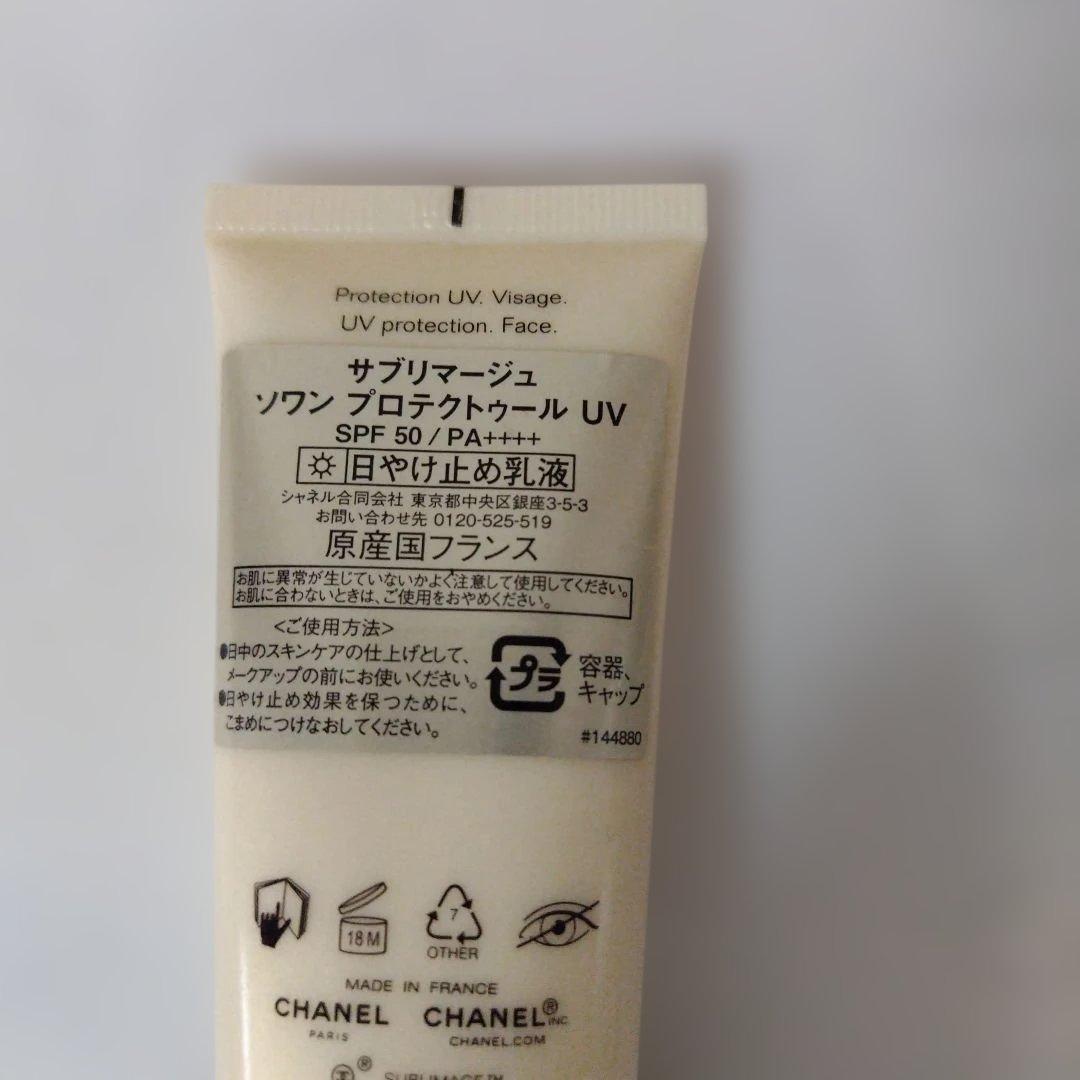 Protection UV. Visage.
UV protection. Face.
サブリマージュ
ソワン プロテクトゥール UV
SPF 50 / PA++++
日やけ止め乳液
シャネル合同会社 東京都中央区銀座3-5-3
お問い合わせ先 0120-525-519
原産国フランス
お肌に異常が生じていないかよく注意して使用してください。
お肌に合わないときは、ご使用をおやめください。
<ご使用方法>
●日中のスキンケアの仕上げとして、
メークアップの前にお使いください。
●日やけ止め効果を保つために、
こまめにつけなおしてください。
プラ
容器、
キャップ
#144880
18M
7
OTHER
MADE IN FRANCE
CHANEL CHANEL® INC.
PARIS CHANEL.COM
SUBLIMAGE™